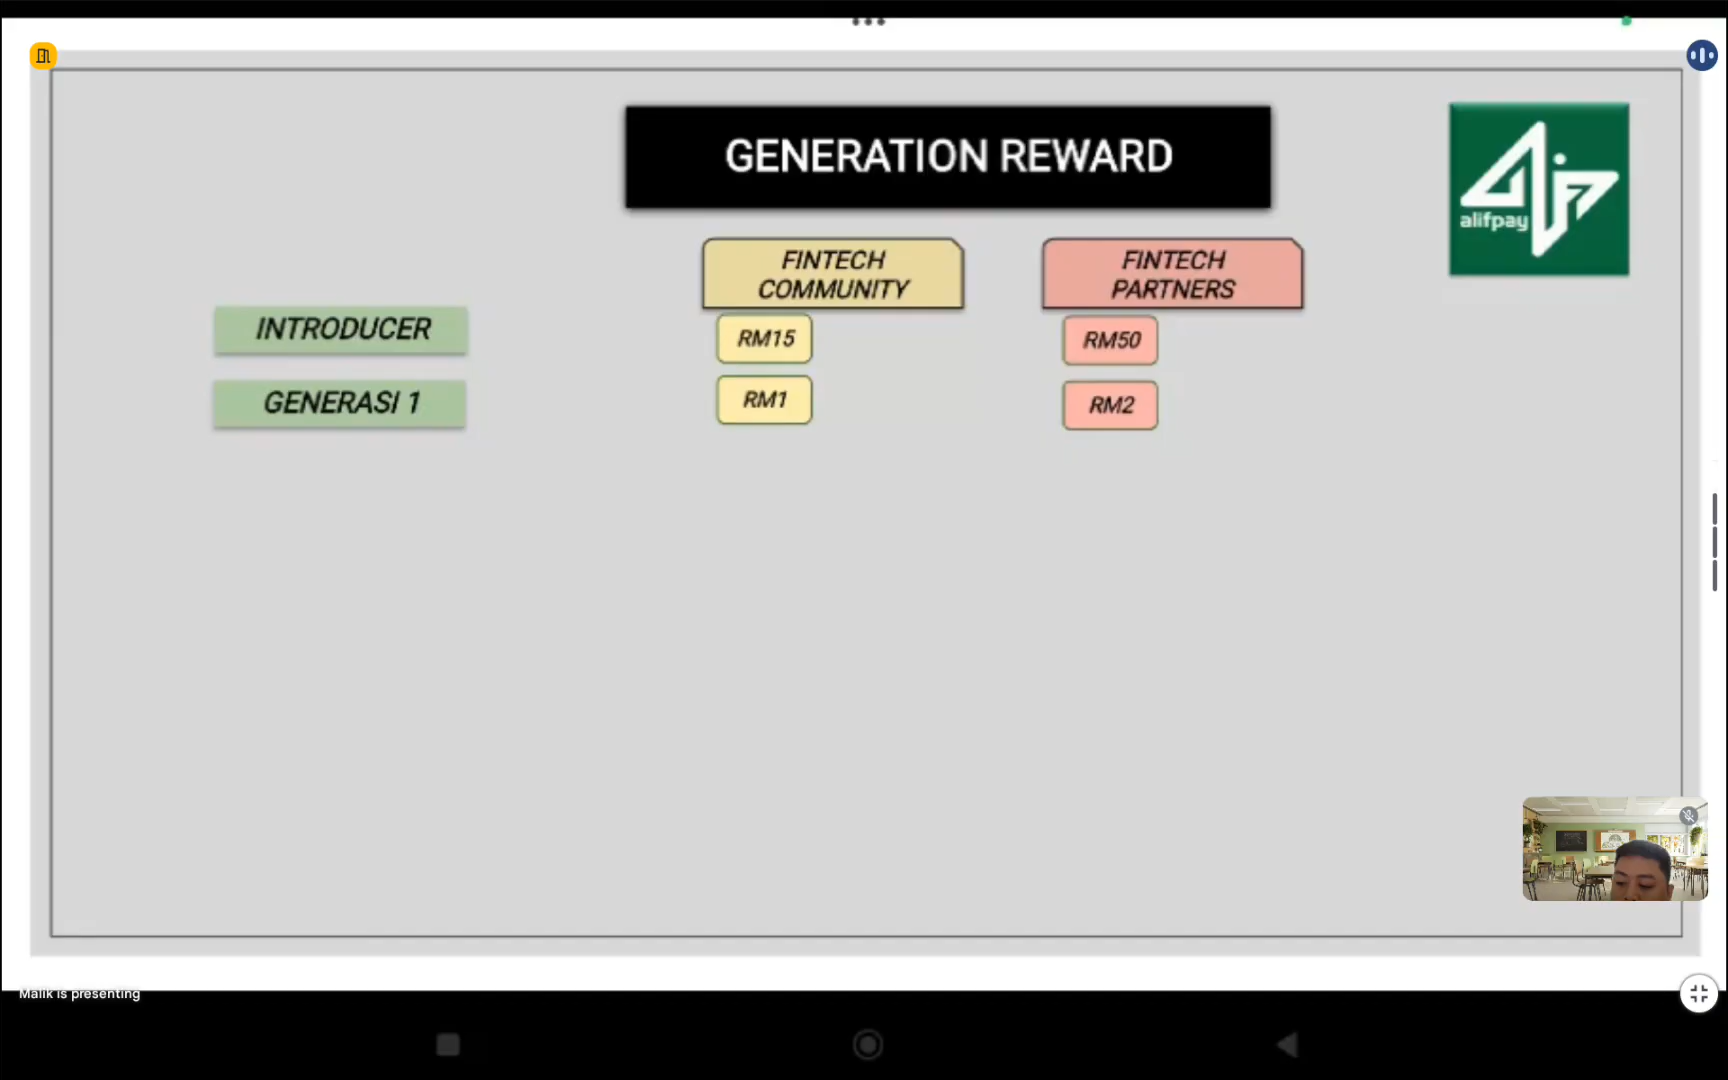 GENERATION REWARD
alifpay
FINTECH
COMMUNITY
FINTECH
PARTNERS
INTRODUCER
RM15
RM50
GENERASI 1
RM1
RM2
Malik is presenting